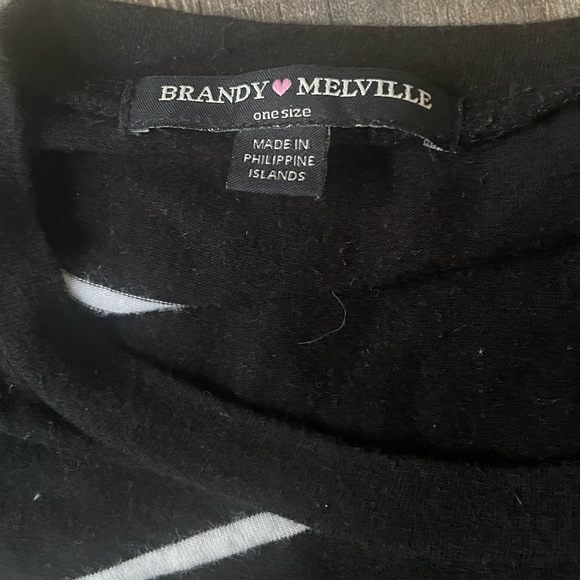 BRANDY MELVILLE
one size
MADE IN
PHILIPPINE
ISLANDS